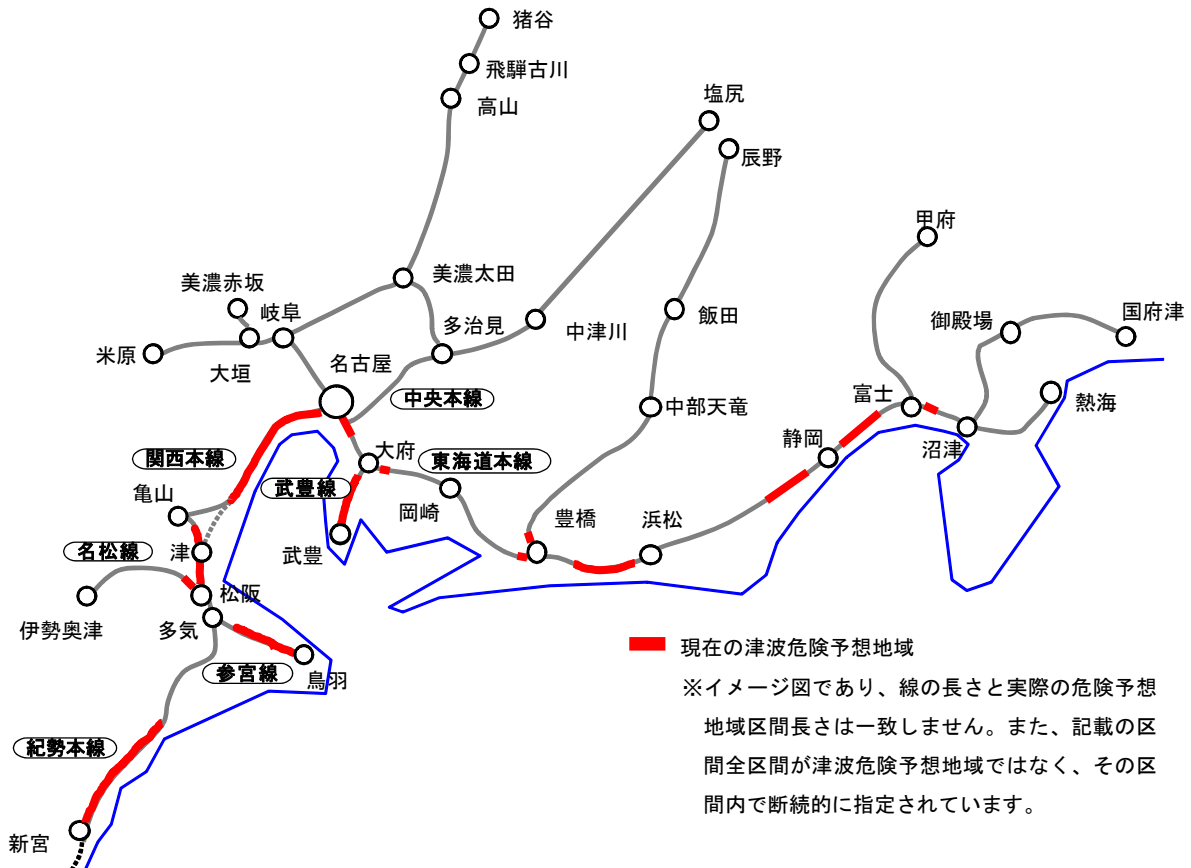 猪谷
飛騨古川
高山
塩尻
辰野
甲府
美濃太田
美濃赤坂
岐阜
多治見
中津川
飯田
御殿場
国府津
米原
大垣
名古屋
中央本線
中部天竜
富士
熱海
静岡
沼津
関西本線
大府
東海道本線
武豊線
亀山
岡崎
豊橋
浜松
名松線
津
武豊
松阪
伊勢奥津
多気
参宮線
鳥羽
紀勢本線
新宮
現在の津波危険予想地域
※イメージ図であり、線の長さと実際の危険予想
地域区間長さは一致しません。また、記載の区
間全区間が津波危険予想地域ではなく、その区
間内で断続的に指定されています。